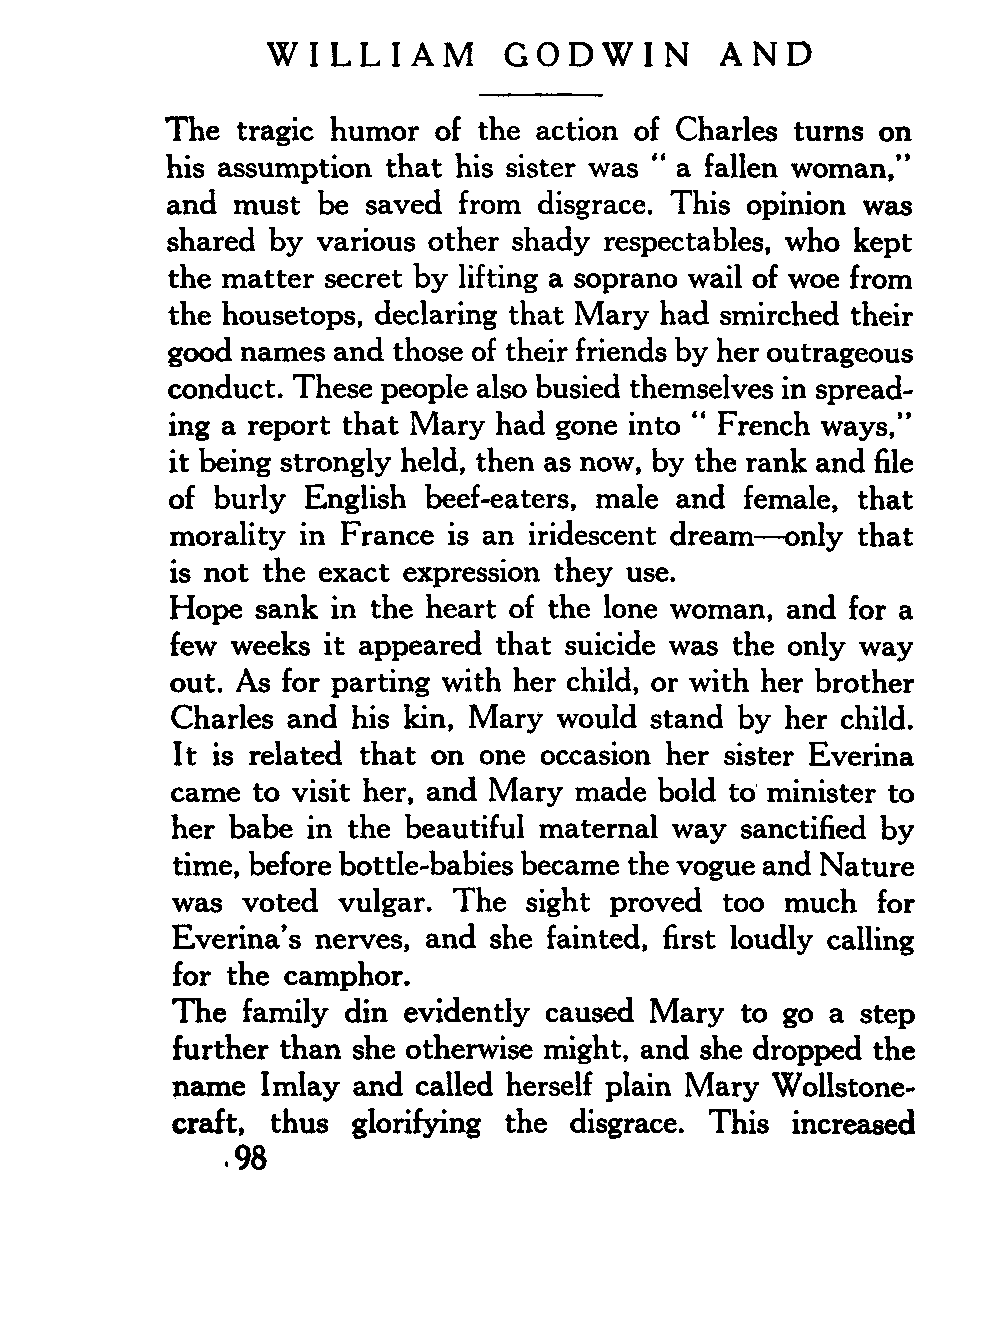 WILLIAM GODWIN AND
The tragic humor of the action of Charles turns on
his assumption that his sister was " a fallen woman,"
and must be saved from disgrace. This opinion was
shared by various other shady respectables, who kept
the matter secret by lifting a soprano wail of woe from
the housetops, declaring that Mary had smirched their
good names and those of their friends by her outrageous
conduct. These people also busied themselves in spread-
ing a report that Mary had gone into " French ways,"
it being strongly held, then as now, by the rank and file
of burly English beef-eaters, male and female, that
morality in France is an iridescent dream—only that
is not the exact expression they use.
Hope sank in the heart of the lone woman, and for a
few weeks it appeared that suicide was the only way
out. As for parting with her child, or with her brother
Charles and his kin, Mary would stand by her child.
It is related that on one occasion her sister Everina
came to visit her, and Mary made bold to minister to
her babe in the beautiful maternal way sanctified by
time, before bottle-babies became the vogue and Nature
was voted vulgar. The sight proved too much for
Everina's nerves, and she fainted, first loudly calling
for the camphor.
The family din evidently caused Mary to go a step
further than she otherwise might, and she dropped the
name Imlay and called herself plain Mary Wollstone-
craft, thus glorifying the disgrace. This increased
98